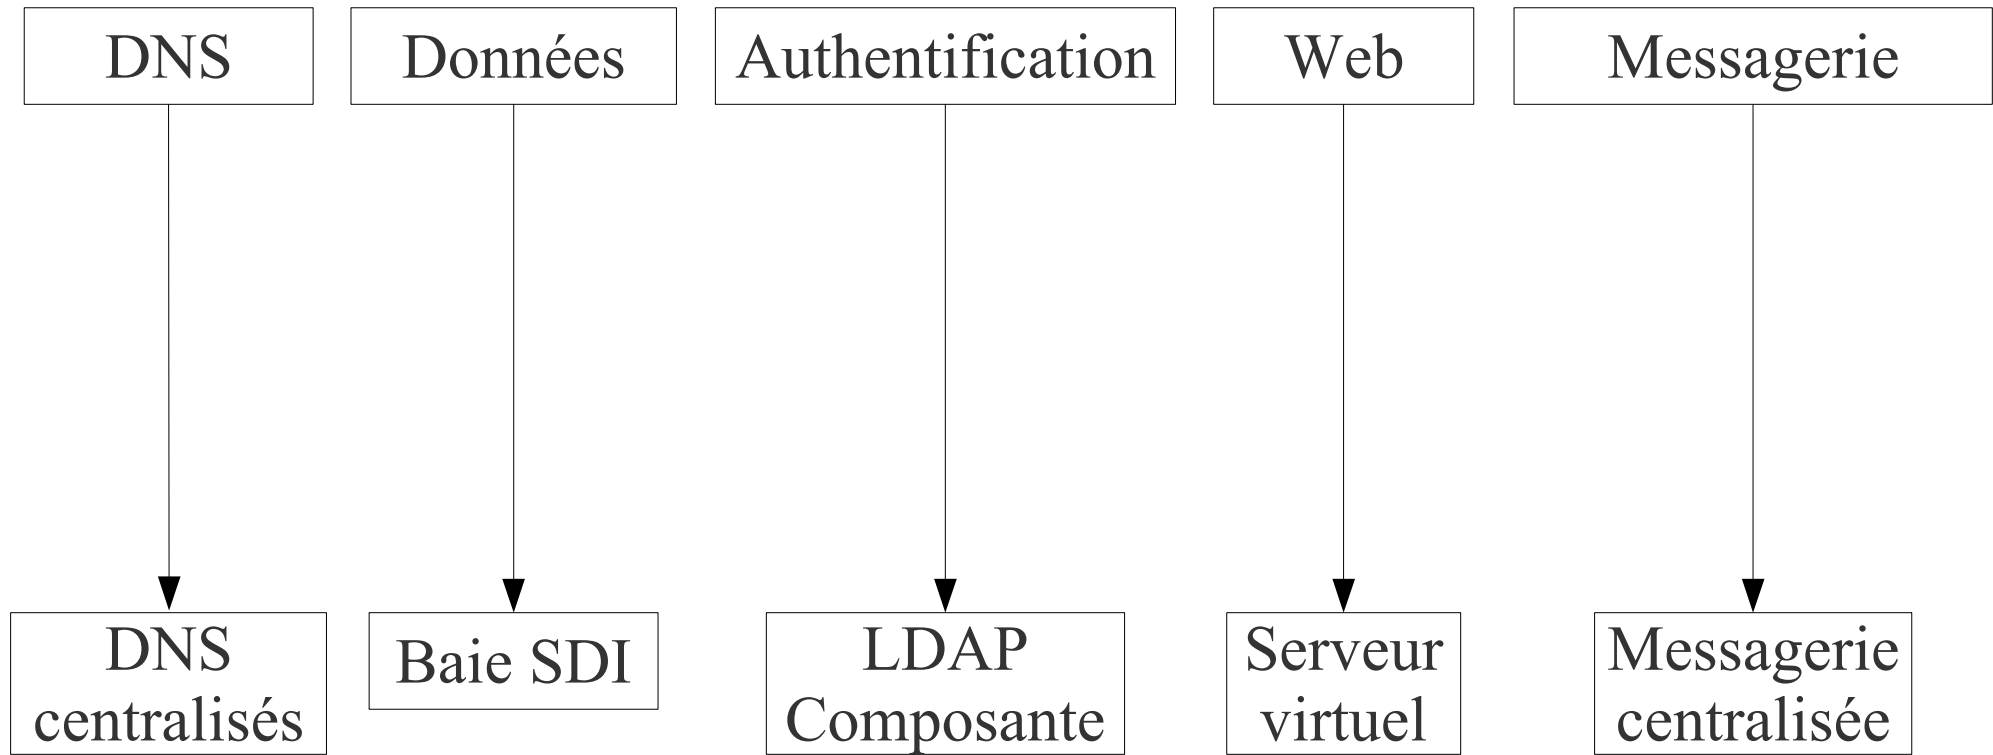 DNS
Données
Authentification
Web
Messagerie
DNS
centralisés
Baie SDI
LDAP
Composante
Serveur
virtuel
Messagerie
centralisée